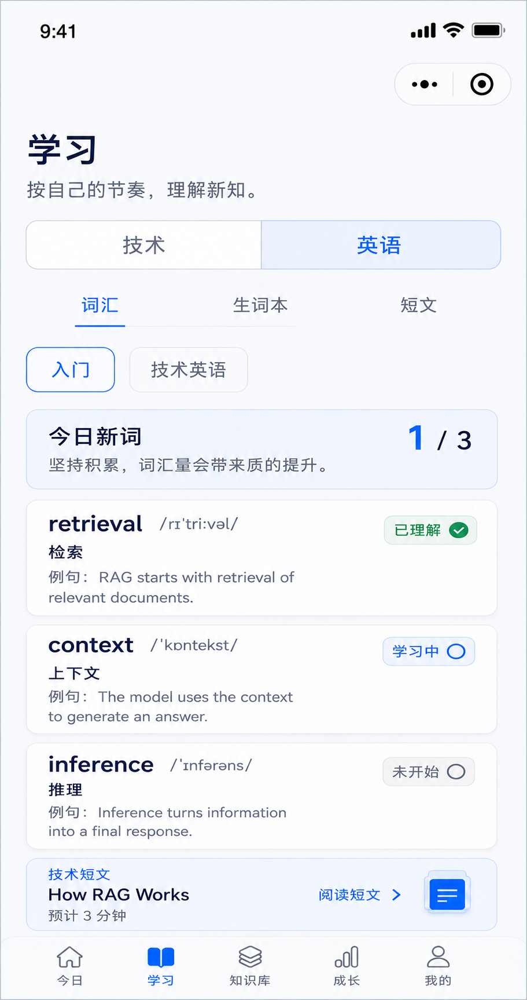 9:41
学习
按自己的节奏，理解新知。
技术
英语
词汇
生词本
短文
入门
技术英语
今日新词
1 / 3
坚持积累，词汇量会带来质的提升。
retrieval /rɪˈtriːvəl/
已理解
检索
例句：RAG starts with retrieval of
relevant documents.
context /ˈkɒntekst/
学习中
上下文
例句：The model uses the context
to generate an answer.
inference /ˈɪnfərəns/
未开始
推理
例句：Inference turns information
into a final response.
技术短文
How RAG Works
阅读短文
预计 3 分钟
今日
学习
知识库
成长
我的